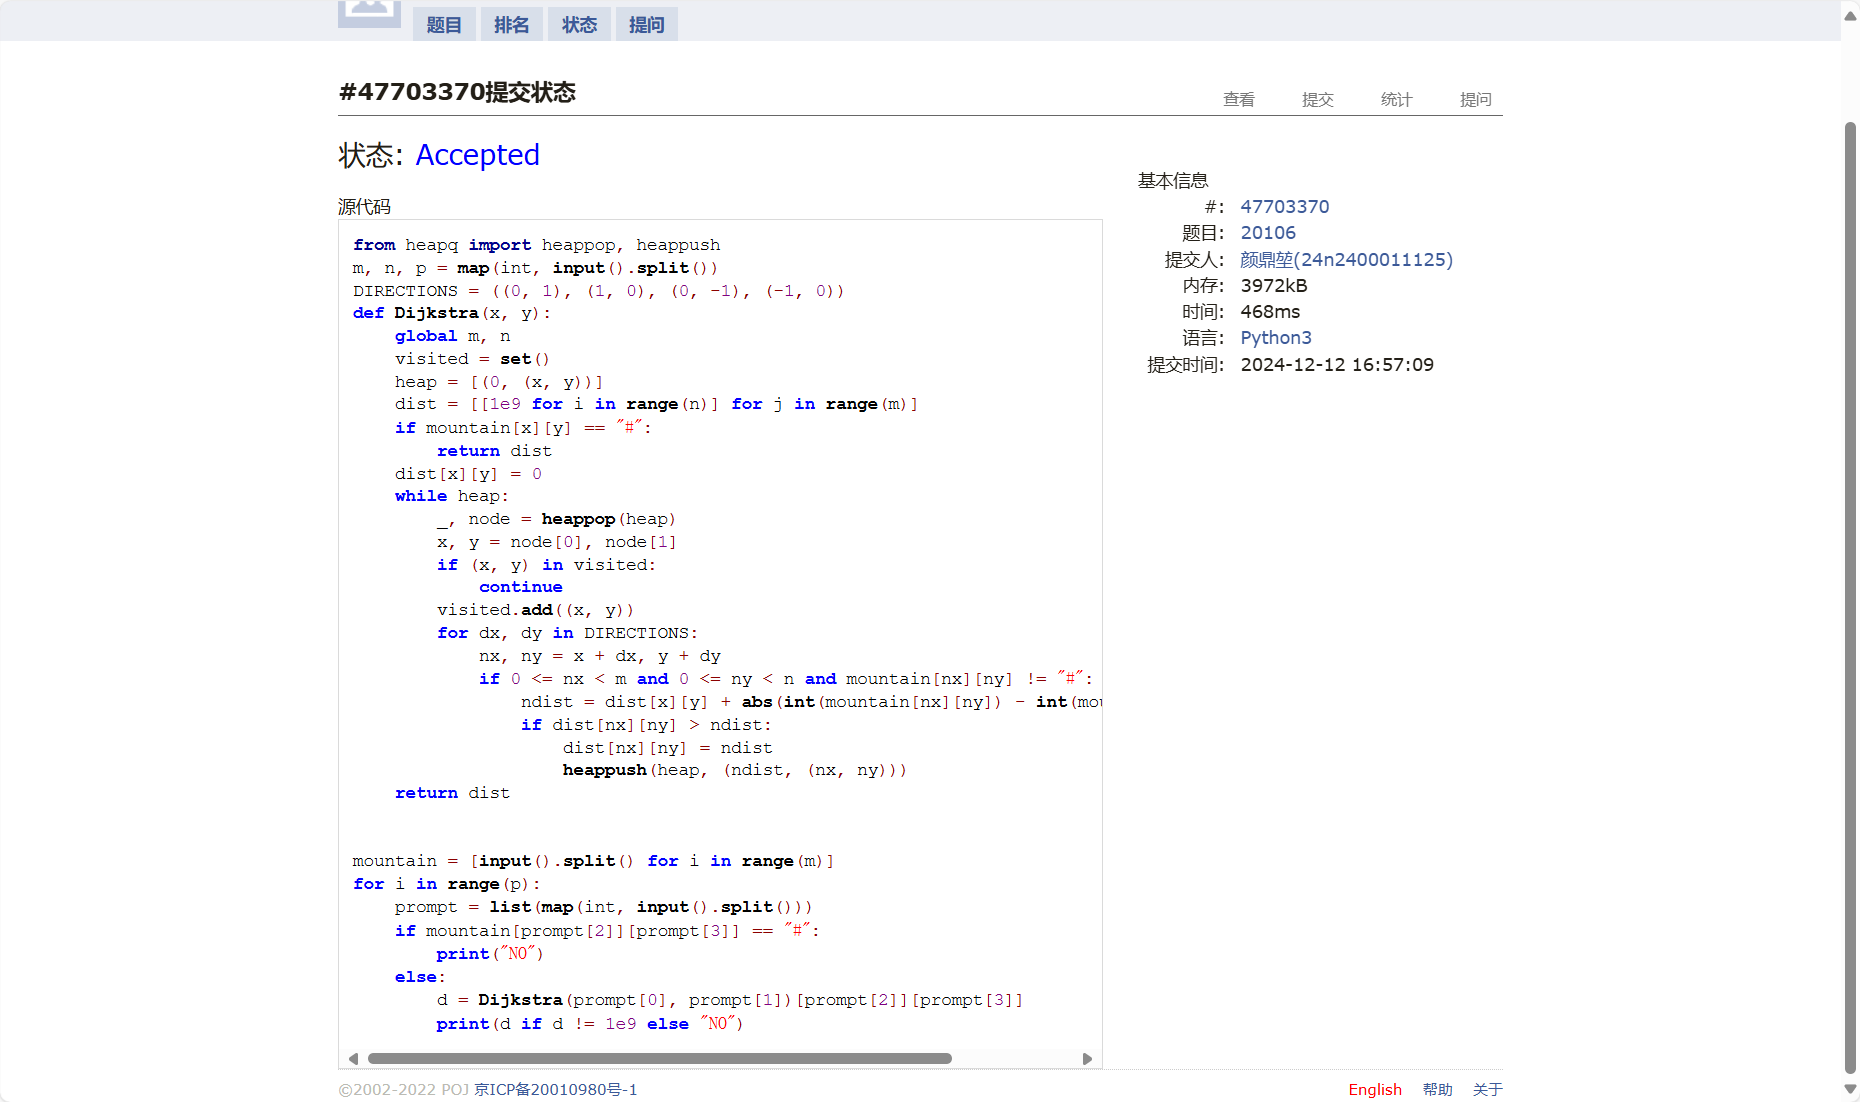 题目 排名 状态 提问
#47703370提交状态
查看 提交 统计 提问
状态: Accepted
源代码
from heapq import heappop, heappush
m, n, p = map(int, input().split())
DIRECTIONS = ((0, 1), (1, 0), (0, -1), (-1, 0))
def Dijkstra(x, y):
    global m, n
    visited = set()
    heap = [(0, (x, y))]
    dist = [[1e9 for i in range(n)] for j in range(m)]
    if mountain[x][y] == "#":
        return dist
    dist[x][y] = 0
    while heap:
        _, node = heappop(heap)
        x, y = node[0], node[1]
        if (x, y) in visited:
            continue
        visited.add((x, y))
        for dx, dy in DIRECTIONS:
            nx, ny = x + dx, y + dy
            if 0 <= nx < m and 0 <= ny < n and mountain[nx][ny] != "#":
                ndist = dist[x][y] + abs(int(mountain[nx][ny]) - int(mou
                if dist[nx][ny] > ndist:
                    dist[nx][ny] = ndist
                    heappush(heap, (ndist, (nx, ny)))
    return dist
mountain = [input().split() for i in range(m)]
for i in range(p):
    prompt = list(map(int, input().split()))
    if mountain[prompt[2]][prompt[3]] == "#":
        print("NO")
    else:
        d = Dijkstra(prompt[0], prompt[1])[prompt[2]][prompt[3]]
        print(d if d != 1e9 else "NO")
基本信息
#: 47703370
题目: 20106
提交人: 颜鼎堃(24n2400011125)
内存: 3972kB
时间: 468ms
语言: Python3
提交时间: 2024-12-12 16:57:09
©2002-2022 POJ 京ICP备20010980号-1
English 帮助 关于